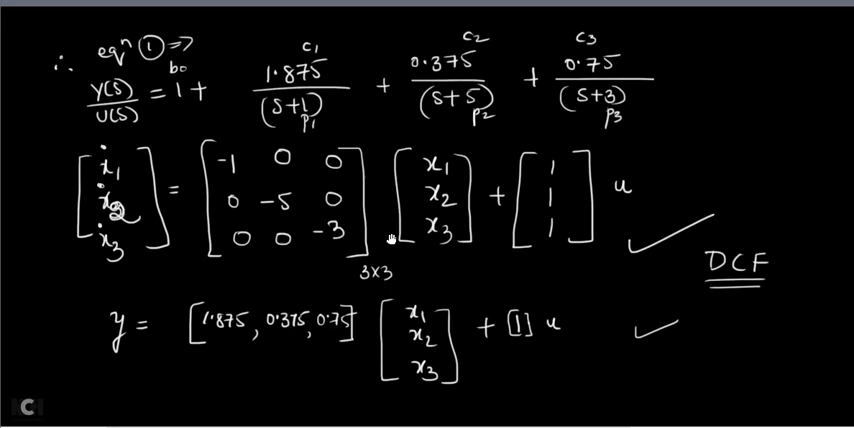 ∴ eqⁿ ① ⇒
b₀ c₁ c₂ c₃
Y(s)/U(s) = 1 + 1.875/(s+1) + 0.375/(s+5) + 0.75/(s+3)
p₁ p₂ p₃
[ẋ₁ ẋ₂ ẋ₃] = [-1 0 0; 0 -5 0; 0 0 -3] [x₁ x₂ x₃] + [1 1 1] u
3×3
DCF
y = [1.875, 0.375, 0.75] [x₁ x₂ x₃] + [1] u
C